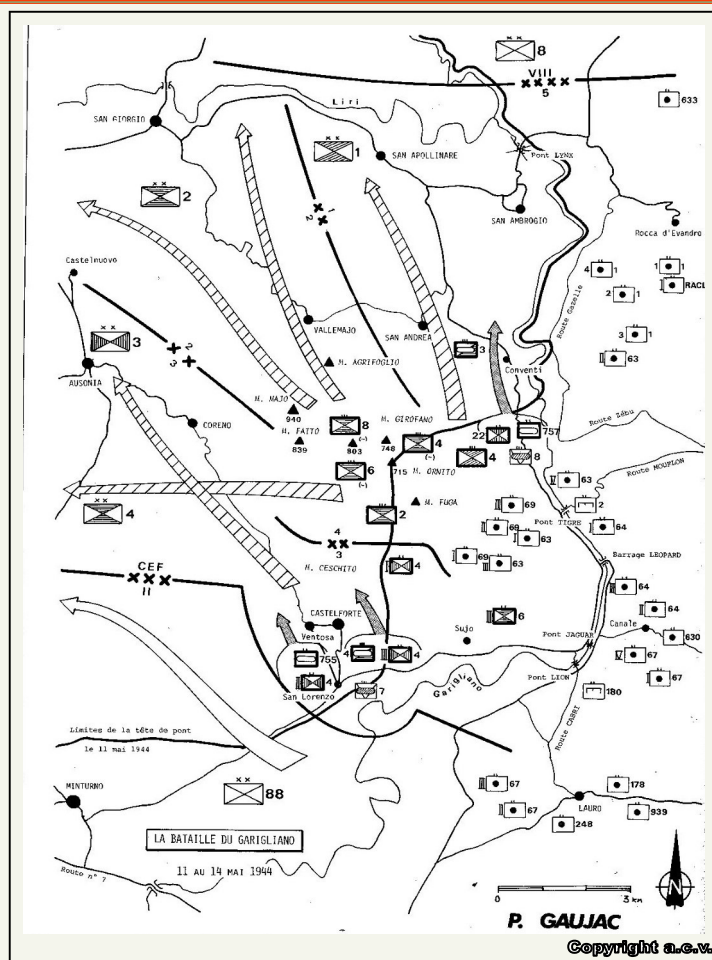 8
VIII
5
633
Liri
SAN GIORGIO
1
SAN APOLLINARE
Pont LYNX
2
1
2
SAN AMBROGIO
Rocca d'Evandro
Castelnuovo
4 1
1 1
RACL
2 1
Route Gazelle
VALLEMAJO
SAN ANDREA
3 1
3
2
3
3
63
Conventi
AUSONIA
M. AGRIFOGLIO
M. MAJO
940
M. GIROFANO
Route Zébu
CORENO
M. FAITO
839
8
(-)
803
748
4
(-)
22
757
4
8
6
(-)
715
M. ORNITO
Route MOUFLON
63
4
M. FUGA
69
2
2
Pont TIGRE
64
69
63
4
3
CEF
II
M. CESCHITO
4
69
63
Barrage LEOPARD
64
64
CASTELFORTE
6
Canale
Ventosa
Sujo
Pont JAGUAR
630
755
4
4
67
67
4
San Lorenzo
7
Garigliano
Pont LION
180
Limites de la tête de pont
le 11 mai 1944
Route CABRI
MINTURNO
88
67
178
LAURO
67
939
248
LA BATAILLE DU GARIGLIANO
11 AU 14 MAI 1944
Route n° 7
N
0
3 km
P. GAUJAC
Copyright a.c.v.